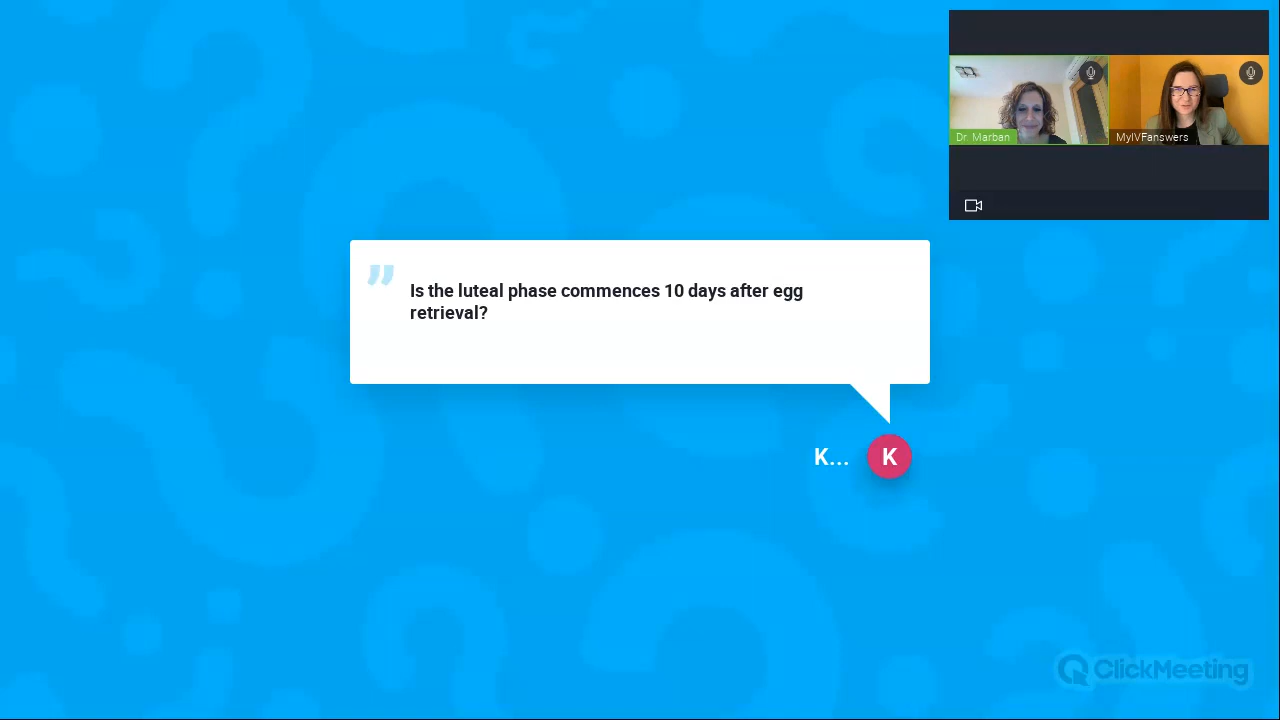 Dr. Marban
MyIVFanswers
Is the luteal phase commences 10 days after egg
retrieval?
K...
K
ClickMeeting